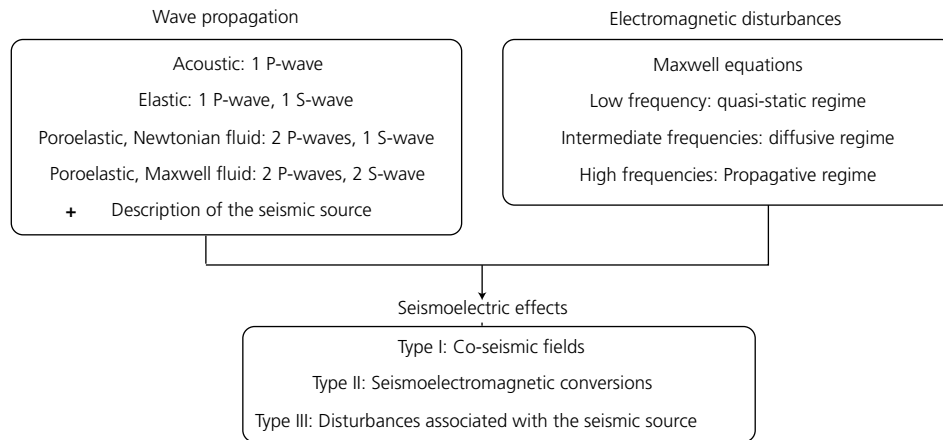 Wave propagation
Acoustic: 1 P-wave
Elastic: 1 P-wave, 1 S-wave
Poroelastic, Newtonian fluid: 2 P-waves, 1 S-wave
Poroelastic, Maxwell fluid: 2 P-waves, 2 S-wave
+ Description of the seismic source
Electromagnetic disturbances
Maxwell equations
Low frequency: quasi-static regime
Intermediate frequencies: diffusive regime
High frequencies: Propagative regime
Seismoelectric effects
Type I: Co-seismic fields
Type II: Seismoelectromagnetic conversions
Type III: Disturbances associated with the seismic source